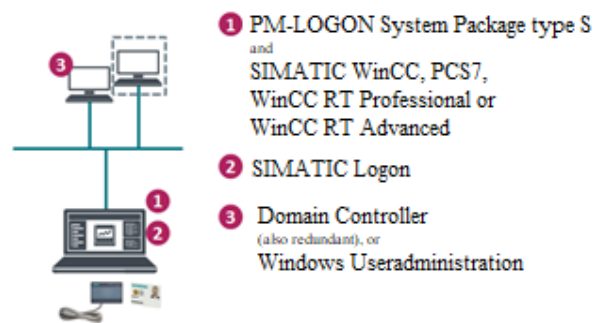 1 PM-LOGON System Package type S
and
SIMATIC WinCC, PCS7,
WinCC RT Professional or
WinCC RT Advanced
3
2 SIMATIC Logon
1
2
3 Domain Controller
(also redundant), or
Windows Useradministration